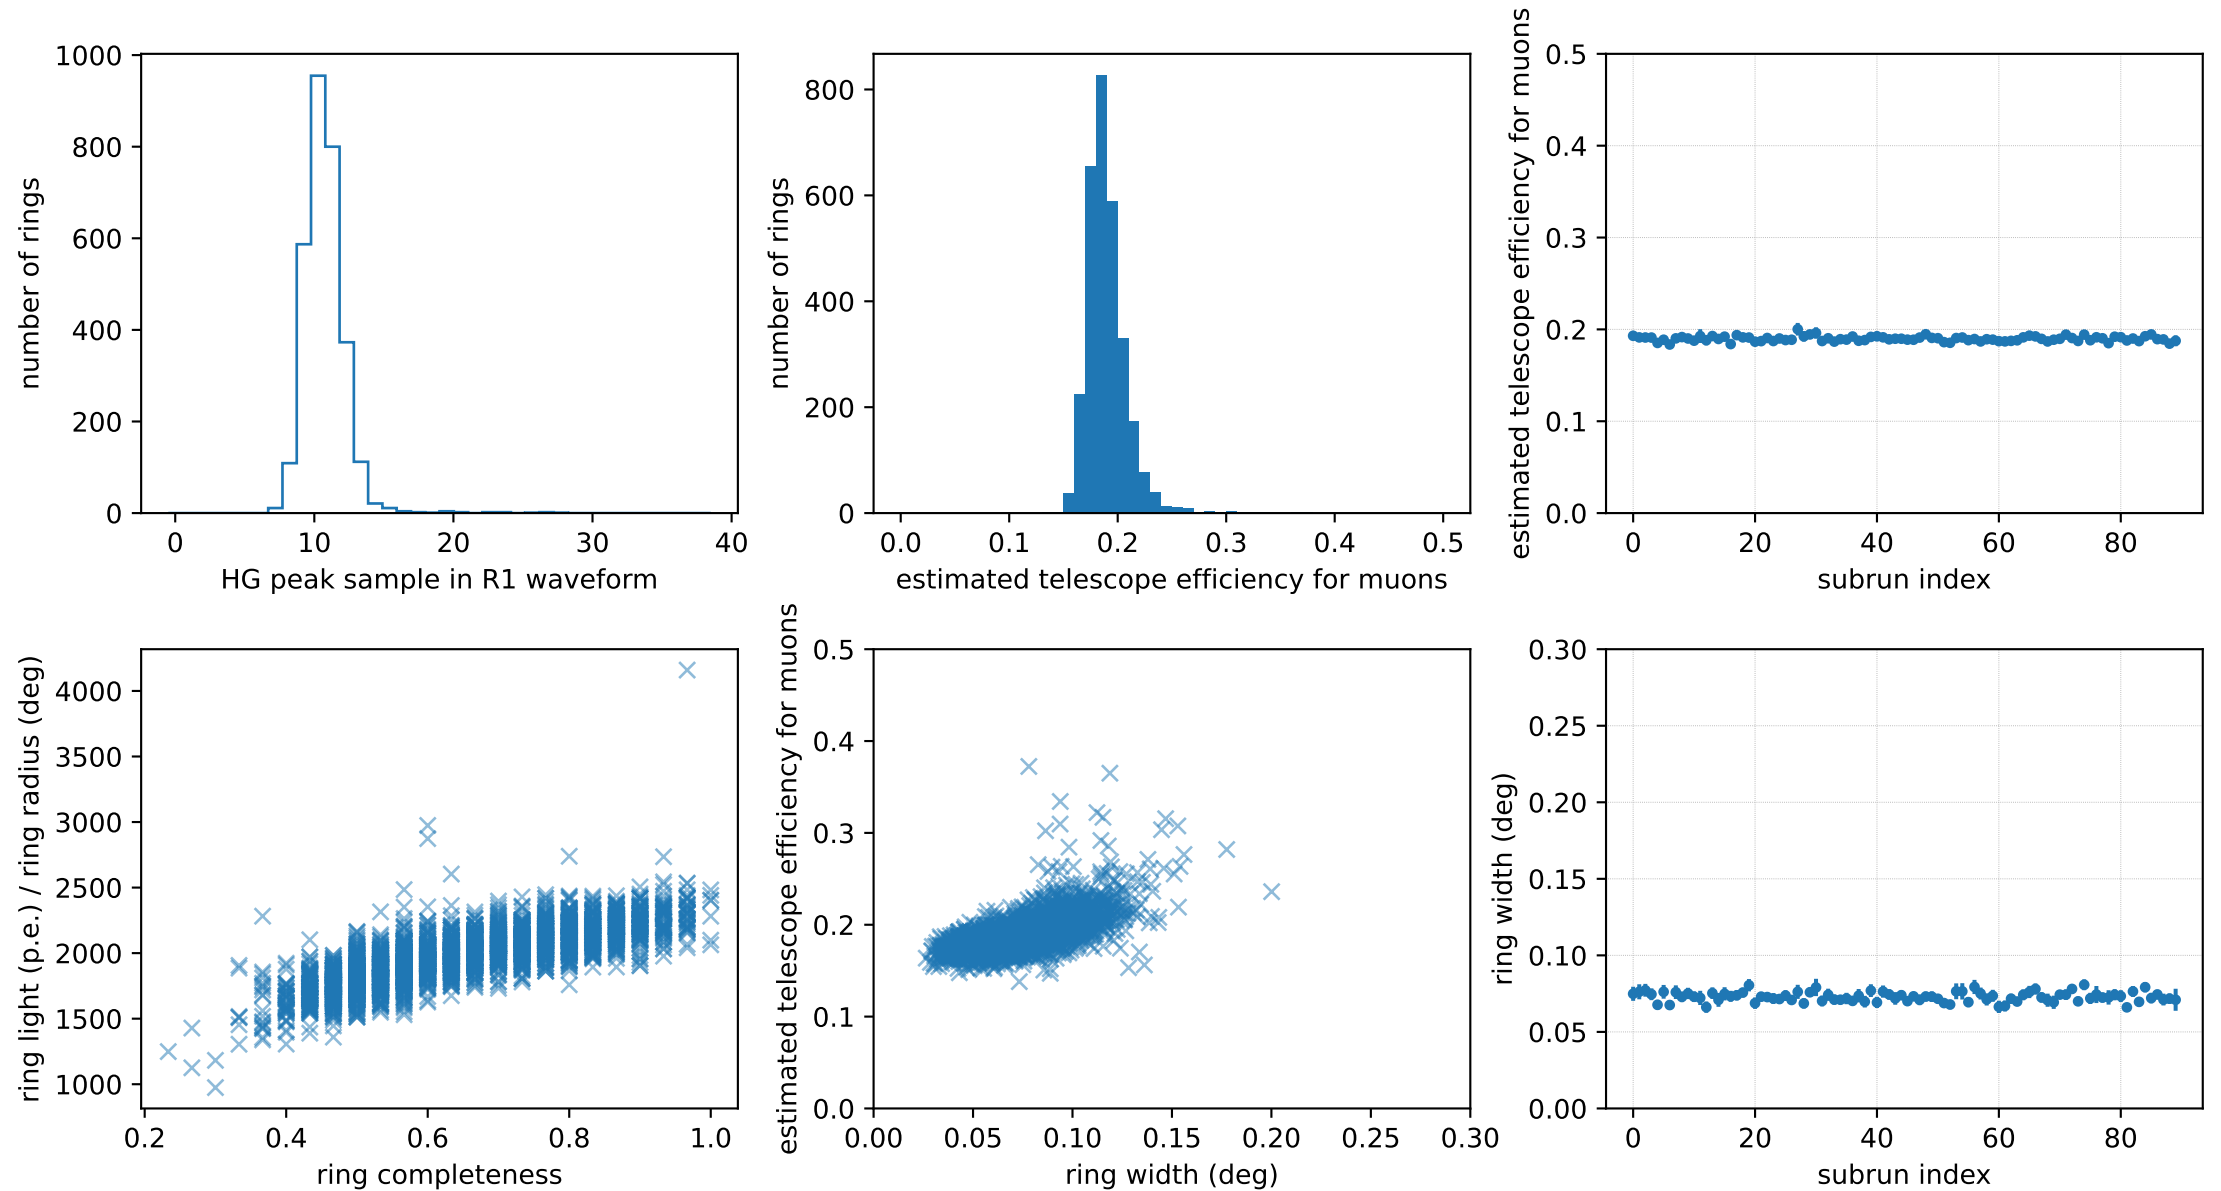 number of rings
1000
800
600
400
200
0
0 10 20 30 40
HG peak sample in R1 waveform
number of rings
800
600
400
200
0
0.0 0.1 0.2 0.3 0.4 0.5
estimated telescope efficiency for muons
estimated telescope efficiency for muons
0.5
0.4
0.3
0.2
0.1
0.0
0 20 40 60 80
subrun index
ring light (p.e.) / ring radius (deg)
4000
3500
3000
2500
2000
1500
1000
0.2 0.4 0.6 0.8 1.0
ring completeness
estimated telescope efficiency for muons
0.5
0.4
0.3
0.2
0.1
0.0
0.00 0.05 0.10 0.15 0.20 0.25 0.30
ring width (deg)
ring width (deg)
0.30
0.25
0.20
0.15
0.10
0.05
0.00
0 20 40 60 80
subrun index